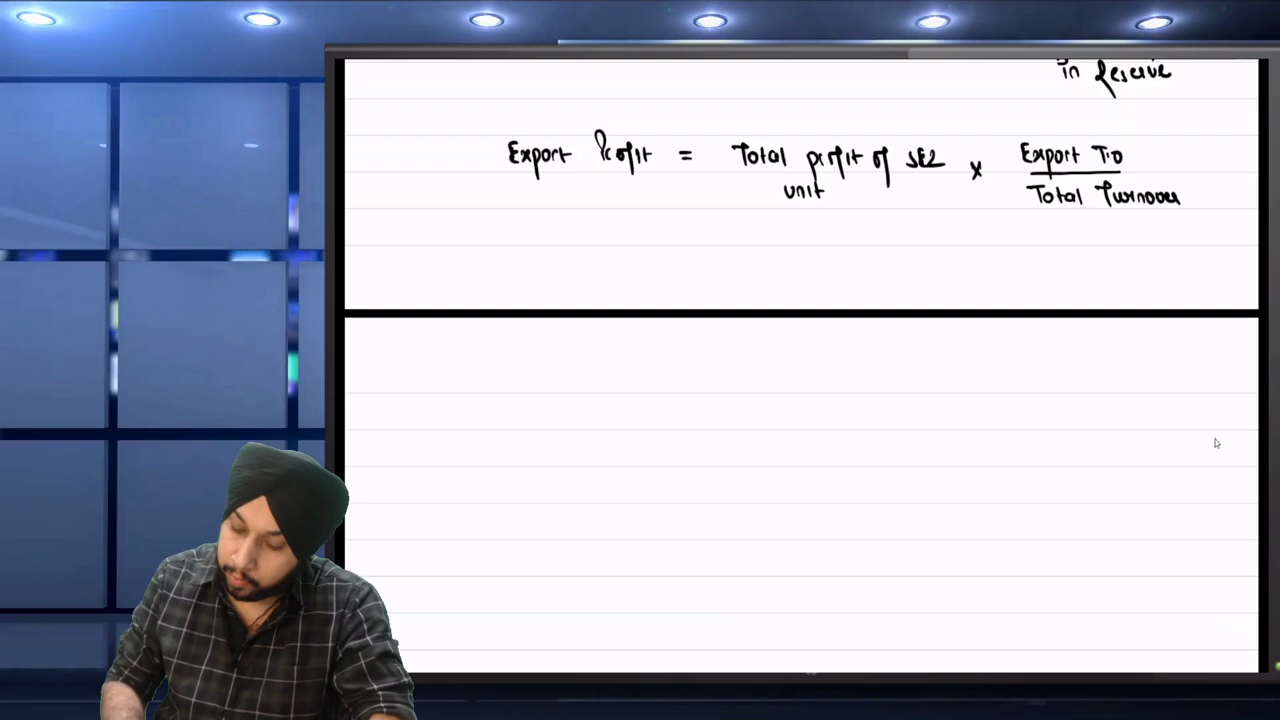 in Reserve
Export Profit = Total profit of SEZ × Export T.O
unit Total Turnover